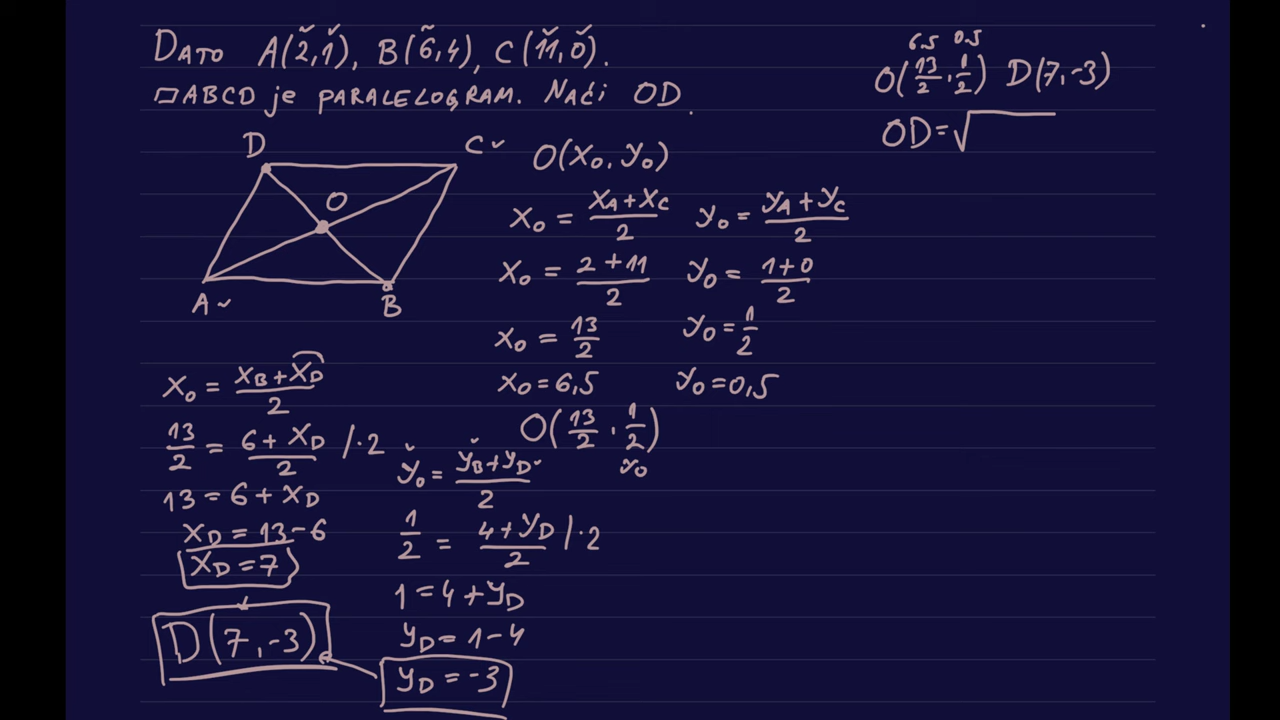 DATO A(2,1), B(6,4), C(11,0).
▱ABCD je PARALELOGRAM. NAĆI OD.
D
C
O
A
B
O(x₀, y₀)
x₀ = (x_A + x_C)/2 y₀ = (y_A + y_C)/2
x₀ = (2+11)/2 y₀ = (1+0)/2
x₀ = 13/2 y₀ = 1/2
x₀ = 6,5 y₀ = 0,5
O(13/2, 1/2)
y₀
x₀ = (x_B + x_D)/2
13/2 = (6 + x_D)/2 /·2
13 = 6 + x_D
x_D = 13 - 6
x_D = 7
y₀ = (y_B + y_D)/2
1/2 = (4 + y_D)/2 /·2
1 = 4 + y_D
y_D = 1 - 4
y_D = -3
D(7, -3)
6.5 0.5
O(13/2, 1/2) D(7, -3)
OD = √